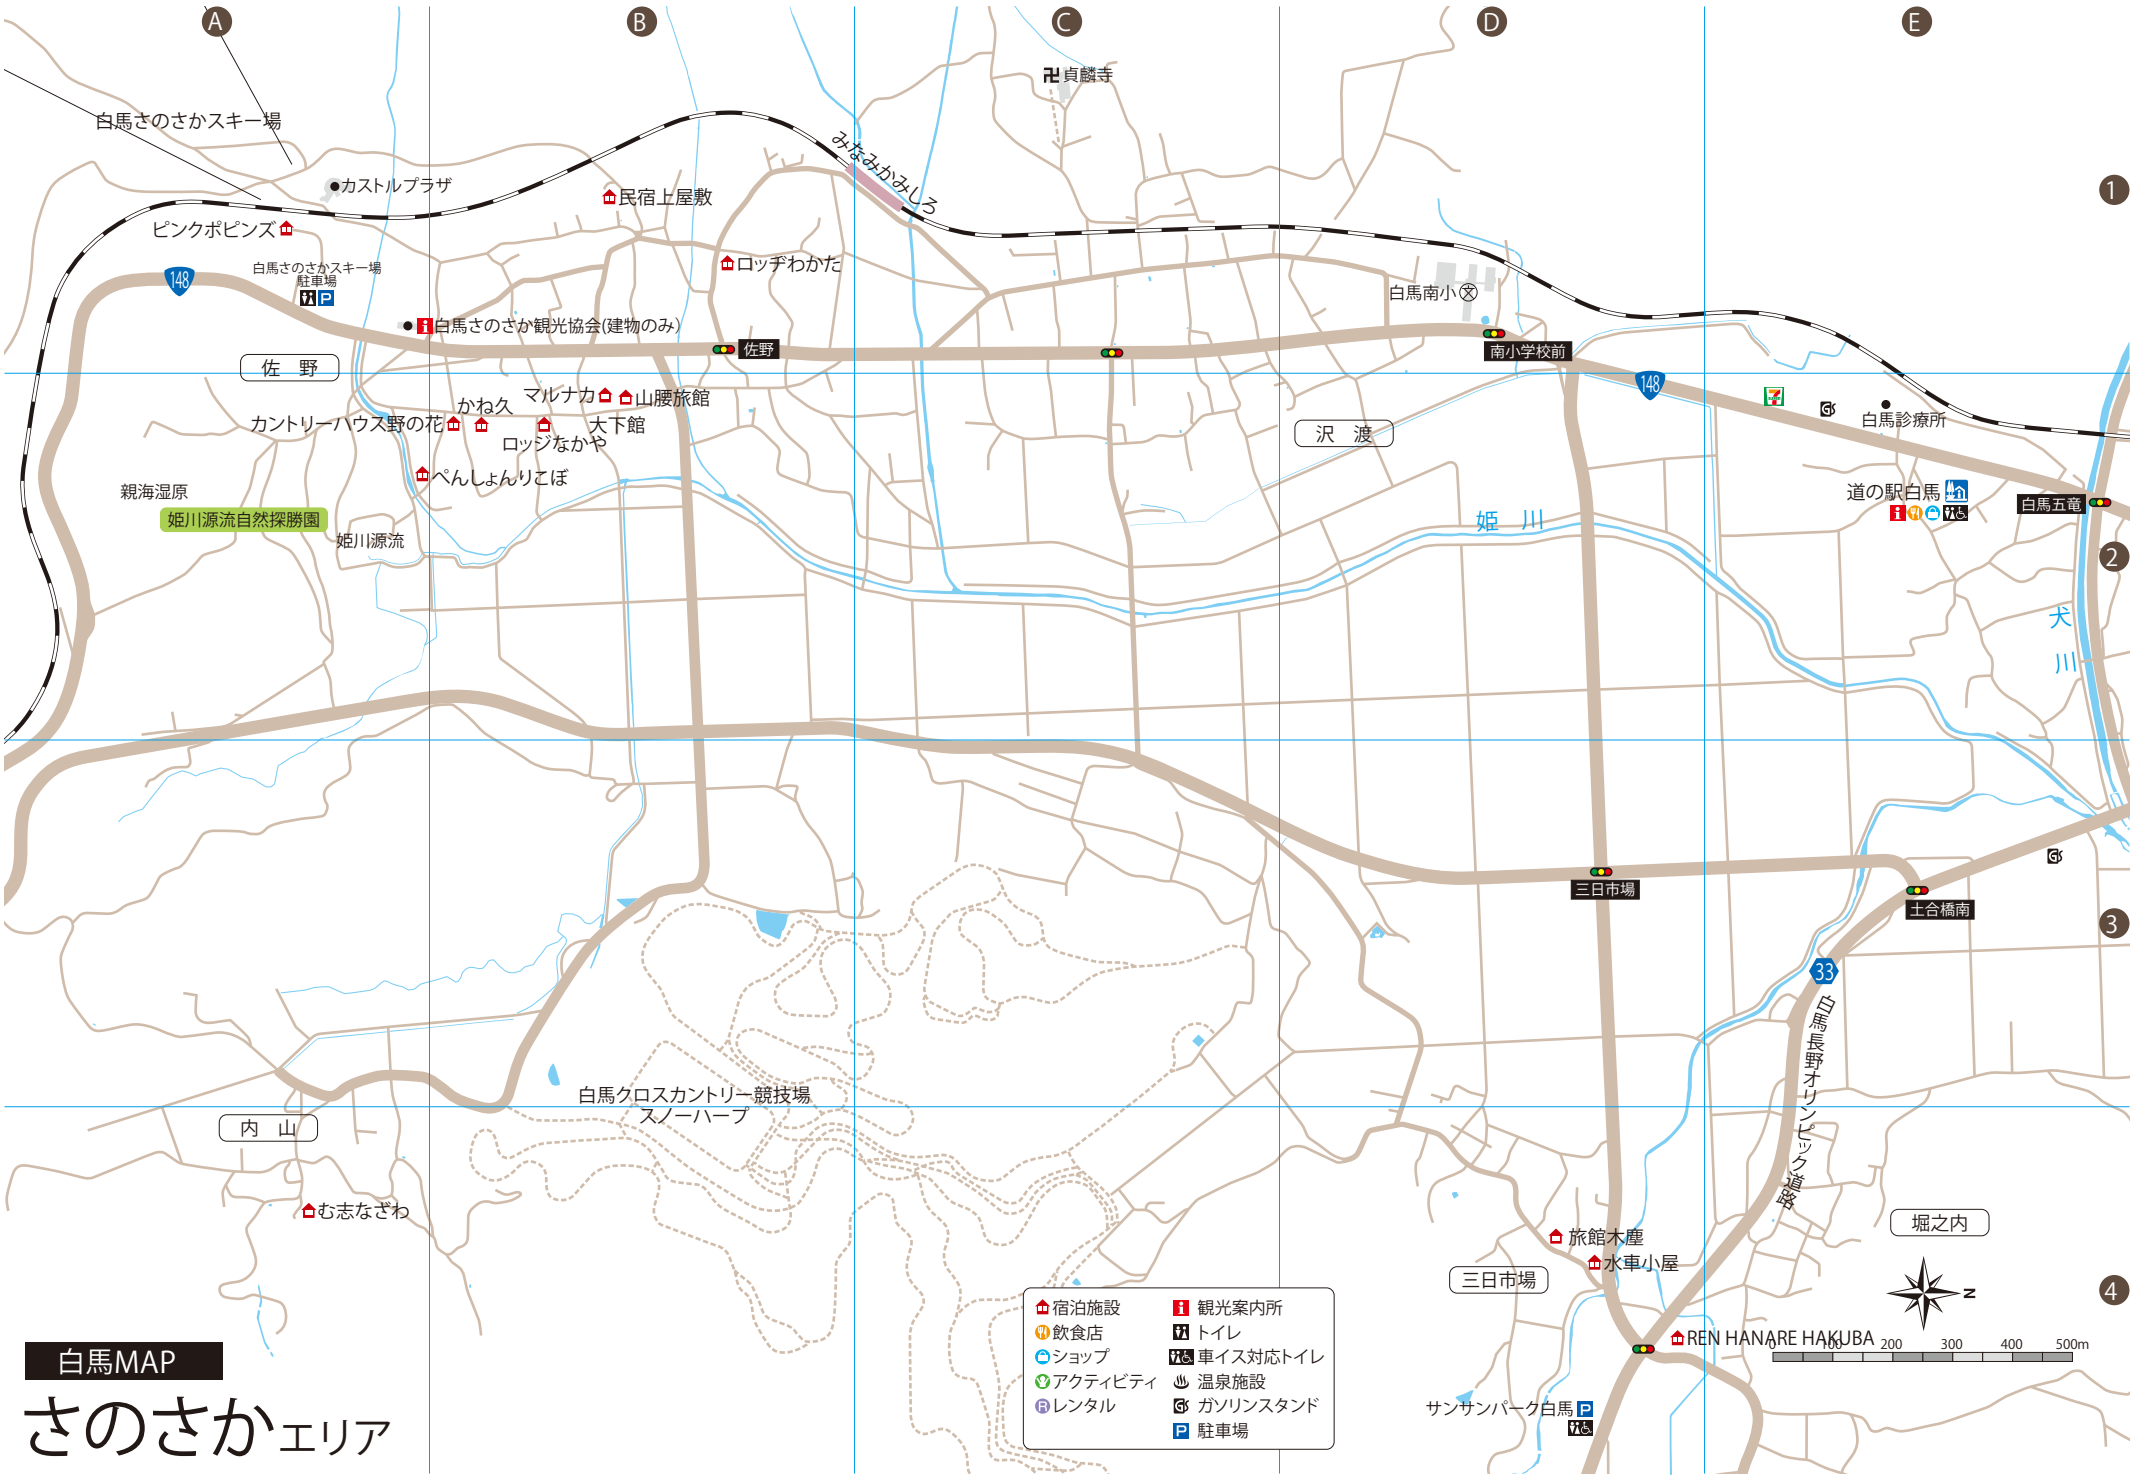 A
B
C
D
E
卍 貞麟寺
白馬さのさかスキー場
みなみかみしろ
カストルプラザ
民宿上屋敷
1
ピンクポピンズ
白馬さのさかスキー場
駐車場
P
148
ロッヂわかた
白馬南小
文
白馬さのさか観光協会(建物のみ)
佐野
南小学校前
佐 野
148
マルナカ
山腰旅館
かね久
カントリーハウス野の花
大下館
ロッジなかや
沢 渡
7
GS
白馬診療所
ぺんしょんりこぼ
親海湿原
姫川源流自然探勝園
姫川源流
姫 川
道の駅白馬
白馬五竜
2
犬
川
三日市場
土合橋南
GS
3
33
白馬長野オリンピック道路
白馬クロスカントリー競技場
スノーハープ
内 山
む志なざわ
旅館木塵
水車小屋
三日市場
堀之内
N
4
REN HANARE HAKUBA
0 100 200 300 400 500m
サンサンパーク白馬
P
宿泊施設
飲食店
ショップ
アクティビティ
R レンタル
i 観光案内所
トイレ
車イス対応トイレ
温泉施設
GS ガソリンスタンド
P 駐車場
白馬MAP
さのさかエリア